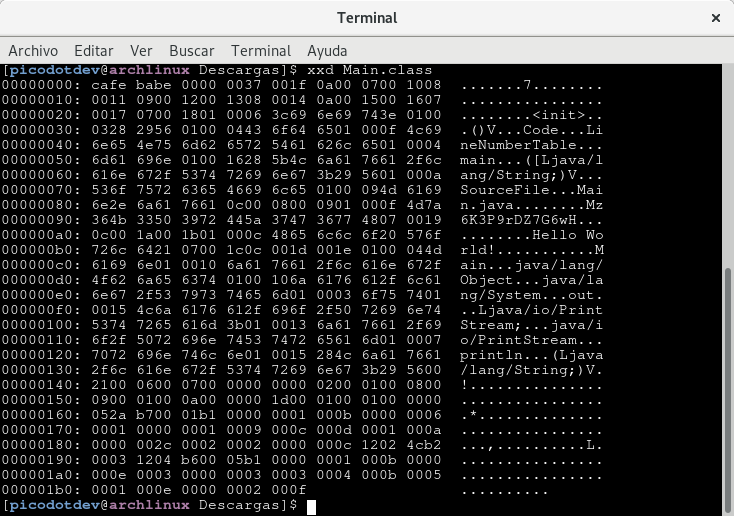 Terminal
Archivo Editar Ver Buscar Terminal Ayuda
[picodotdev@archlinux Descargas]$ xxd Main.class
00000000: cafe babe 0000 0037 001f 0a00 0700 1008  .......7........
00000010: 0011 0900 1200 1308 0014 0a00 1500 1607  ................
00000020: 0017 0700 1801 0006 3c69 6e69 743e 0100  ........<init>..
00000030: 0328 2956 0100 0443 6f64 6501 000f 4c69  .()V...Code...Li
00000040: 6e65 4e75 6d62 6572 5461 626c 6501 0004  neNumberTable...
00000050: 6d61 696e 0100 1628 5b4c 6a61 7661 2f6c  main...([Ljava/l
00000060: 616e 672f 5374 7269 6e67 3b29 5601 000a  ang/String;)V...
00000070: 536f 7572 6365 4669 6c65 0100 094d 6169  SourceFile...Mai
00000080: 6e2e 6a61 7661 0c00 0800 0901 000f 4d7a  n.java........Mz
00000090: 364b 3350 3972 445a 3747 3677 4807 0019  6K3P9rDZ7G6wH...
000000a0: 0c00 1a00 1b01 000c 4865 6c6c 6f20 576f  ........Hello Wo
000000b0: 726c 6421 0700 1c0c 001d 001e 0100 044d  rld!...........M
000000c0: 6169 6e01 0010 6a61 7661 2f6c 616e 672f  ain...java/lang/
000000d0: 4f62 6a65 6374 0100 106a 6176 612f 6c61  Object...java/la
000000e0: 6e67 2f53 7973 7465 6d01 0003 6f75 7401  ng/System...out.
000000f0: 0015 4c6a 6176 612f 696f 2f50 7269 6e74  ..Ljava/io/Print
00000100: 5374 7265 616d 3b01 0013 6a61 7661 2f69  Stream;...java/i
00000110: 6f2f 5072 696e 7453 7472 6561 6d01 0007  o/PrintStream...
00000120: 7072 696e 746c 6e01 0015 284c 6a61 7661  println...(Ljava
00000130: 2f6c 616e 672f 5374 7269 6e67 3b29 5600  /lang/String;)V.
00000140: 2100 0600 0700 0000 0000 0200 0100 0800  !...............
00000150: 0900 0100 0a00 0000 1d00 0100 0100 0000  ................
00000160: 052a b700 01b1 0000 0001 000b 0000 0006  .*..............
00000170: 0001 0000 0001 0009 000c 000d 0001 000a  ................
00000180: 0000 002c 0002 0002 0000 000c 1202 4cb2  ...,..........L.
00000190: 0003 1204 b600 05b1 0000 0001 000b 0000  ................
000001a0: 000e 0003 0000 0003 0003 0004 000b 0005  ................
000001b0: 0001 000e 0000 0002 000f  ..........
[picodotdev@archlinux Descargas]$